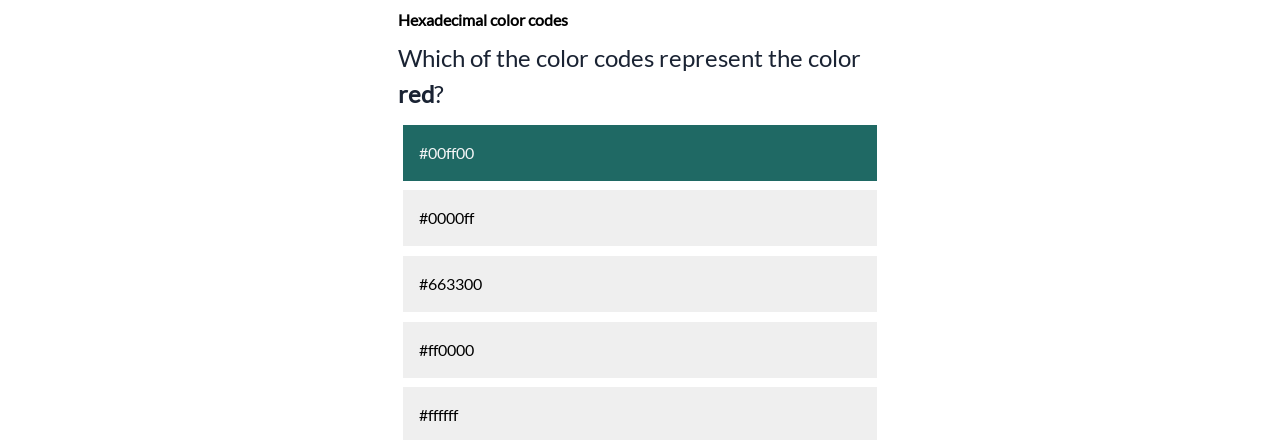 Hexadecimal color codes
Which of the color codes represent the color
red?
#00ff00
#0000ff
#663300
#ff0000
#ffffff